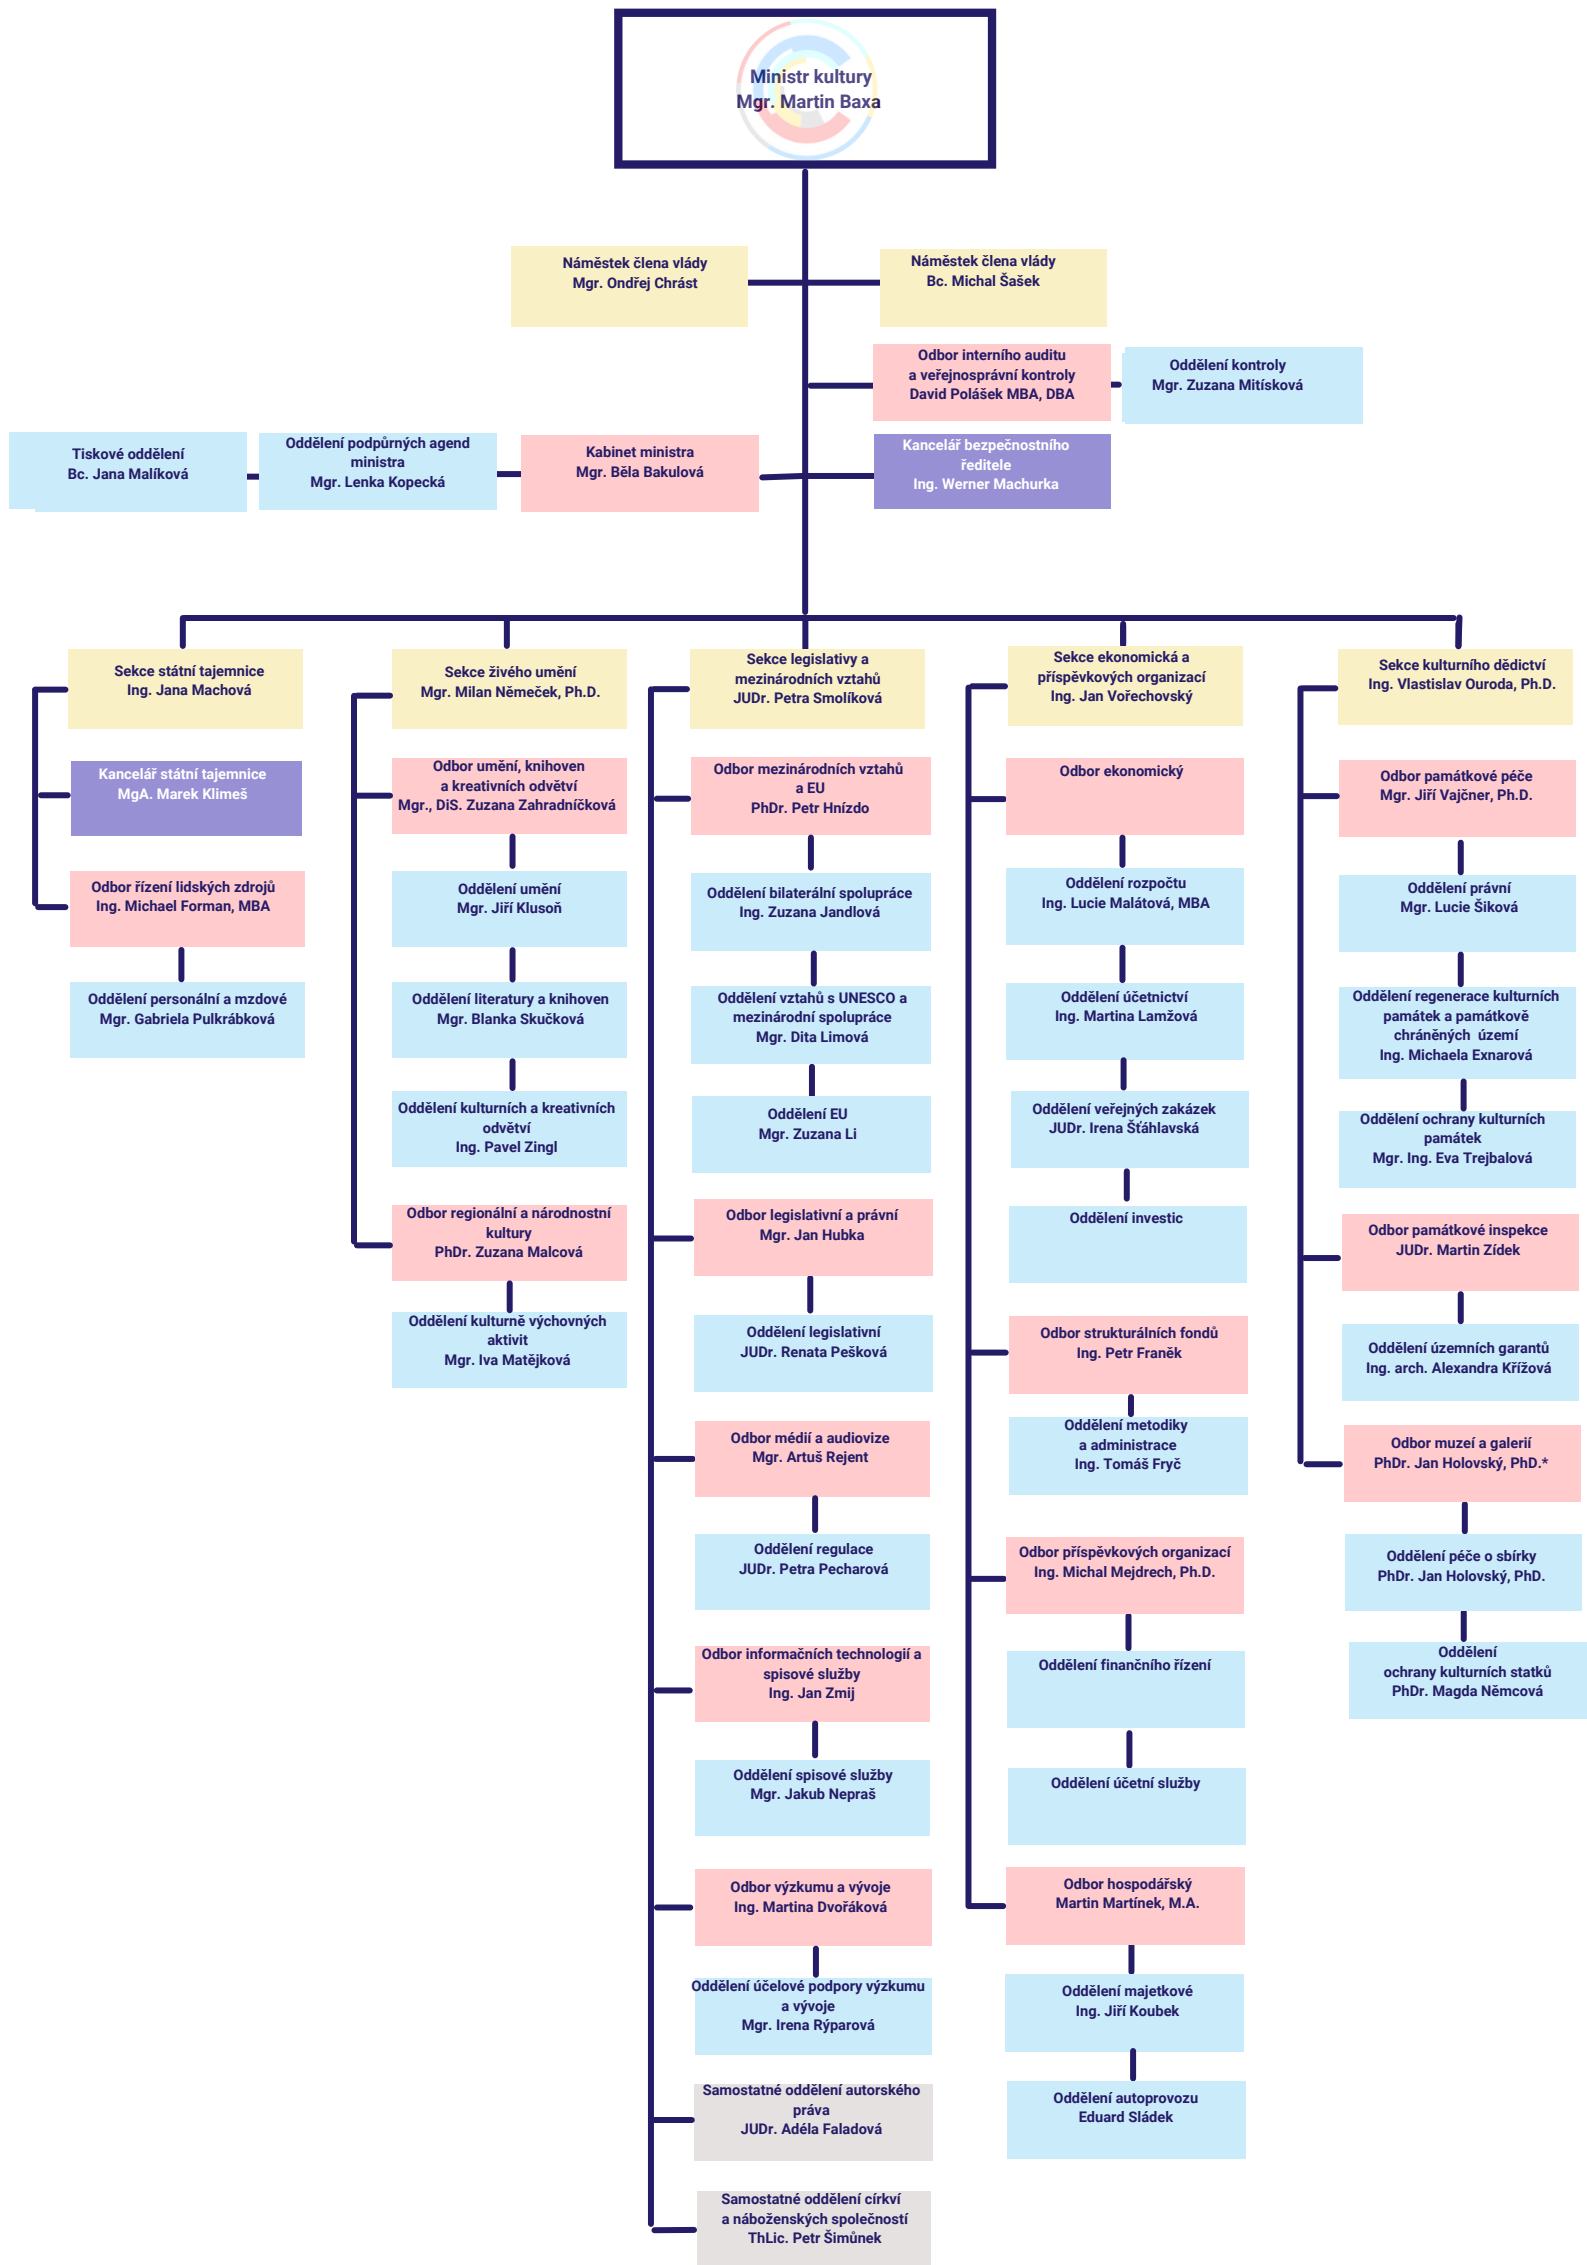 Ministr kultury
Mgr. Martin Baxa
Náměstek člena vlády
Mgr. Ondřej Chrást
Náměstek člena vlády
Bc. Michal Šašek
Odbor interního auditu
a veřejnosprávní kontroly
David Polášek MBA, DBA
Oddělení kontroly
Mgr. Zuzana Mitísková
Tiskové oddělení
Bc. Jana Malíková
Oddělení podpůrných agend
ministra
Mgr. Lenka Kopecká
Kabinet ministra
Mgr. Běla Bakulová
Kancelář bezpečnostního
ředitele
Ing. Werner Machurka
Sekce státní tajemnice
Ing. Jana Machová
Kancelář státní tajemnice
MgA. Marek Klimeš
Odbor řízení lidských zdrojů
Ing. Michael Forman, MBA
Oddělení personální a mzdové
Mgr. Gabriela Pulkrábková
Sekce živého umění
Mgr. Milan Němeček, Ph.D.
Odbor umění, knihoven
a kreativních odvětví
Mgr., DiS. Zuzana Zahradníčková
Oddělení umění
Mgr. Jiří Klusoň
Oddělení literatury a knihoven
Mgr. Blanka Skučková
Oddělení kulturních a kreativních
odvětví
Ing. Pavel Zingl
Odbor regionální a národnostní
kultury
PhDr. Zuzana Malcová
Oddělení kulturně výchovných
aktivit
Mgr. Iva Matějková
Sekce legislativy a
mezinárodních vztahů
JUDr. Petra Smolíková
Odbor mezinárodních vztahů
a EU
PhDr. Petr Hnízdo
Oddělení bilaterální spolupráce
Ing. Zuzana Jandlová
Oddělení vztahů s UNESCO a
mezinárodní spolupráce
Mgr. Dita Limová
Oddělení EU
Mgr. Zuzana Li
Odbor legislativní a právní
Mgr. Jan Hubka
Oddělení legislativní
JUDr. Renata Pešková
Odbor médií a audiovize
Mgr. Artuš Rejent
Oddělení regulace
JUDr. Petra Pecharová
Odbor informačních technologií a
spisové služby
Ing. Jan Zmij
Oddělení spisové služby
Mgr. Jakub Nepraš
Odbor výzkumu a vývoje
Ing. Martina Dvořáková
Oddělení účelové podpory výzkumu
a vývoje
Mgr. Irena Rýparová
Samostatné oddělení autorského
práva
JUDr. Adéla Faladová
Samostatné oddělení církví
a náboženských společností
ThLic. Petr Šimůnek
Sekce ekonomická a
příspěvkových organizací
Ing. Jan Vořechovský
Odbor ekonomický
Oddělení rozpočtu
Ing. Lucie Malátová, MBA
Oddělení účetnictví
Ing. Martina Lamžová
Oddělení veřejných zakázek
JUDr. Irena Šťáhlavská
Oddělení investic
Odbor strukturálních fondů
Ing. Petr Franěk
Oddělení metodiky
a administrace
Ing. Tomáš Fryč
Odbor příspěvkových organizací
Ing. Michal Mejdrech, Ph.D.
Oddělení finančního řízení
Oddělení účetní služby
Odbor hospodářský
Martin Martínek, M.A.
Oddělení majetkové
Ing. Jiří Koubek
Oddělení autoprovozu
Eduard Sládek
Sekce kulturního dědictví
Ing. Vlastislav Ouroda, Ph.D.
Odbor památkové péče
Mgr. Jiří Vajčner, Ph.D.
Oddělení právní
Mgr. Lucie Šiková
Oddělení regenerace kulturních
památek a památkově
chráněných  území
Ing. Michaela Exnarová
Oddělení ochrany kulturních
památek
Mgr. Ing. Eva Trejbalová
Odbor památkové inspekce
JUDr. Martin Zídek
Oddělení územních garantů
Ing. arch. Alexandra Křížová
Odbor muzeí a galerií
PhDr. Jan Holovský, PhD.*
Oddělení péče o sbírky
PhDr. Jan Holovský, PhD.
Oddělení
ochrany kulturních statků
PhDr. Magda Němcová